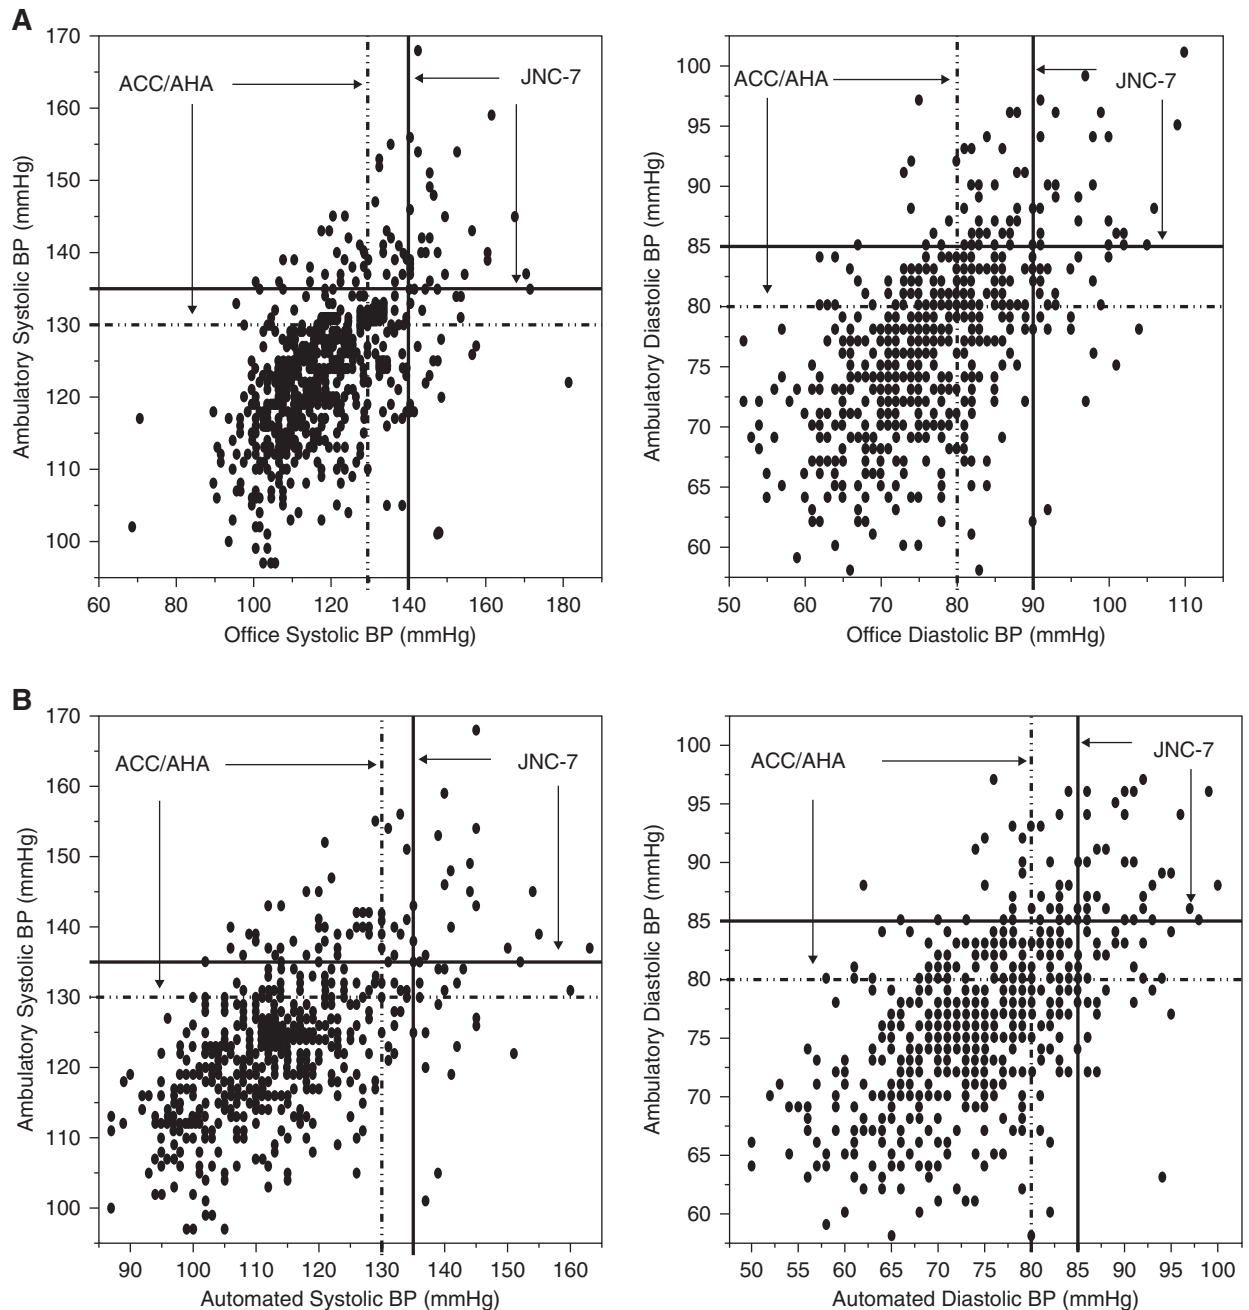 A
170
160
150
140
130
120
110
100
Ambulatory Systolic BP (mmHg)
ACC/AHA
JNC-7
60 80 100 120 140 160 180
Office Systolic BP (mmHg)
100
95
90
85
80
75
70
65
60
Ambulatory Diastolic BP (mmHg)
ACC/AHA
JNC-7
50 60 70 80 90 100 110
Office Diastolic BP (mmHg)
B
170
160
150
140
130
120
110
100
Ambulatory Systolic BP (mmHg)
ACC/AHA
JNC-7
90 100 110 120 130 140 150 160
Automated Systolic BP (mmHg)
100
95
90
85
80
75
70
65
60
Ambulatory Diastolic BP (mmHg)
ACC/AHA
JNC-7
50 55 60 65 70 75 80 85 90 95 100
Automated Diastolic BP (mmHg)